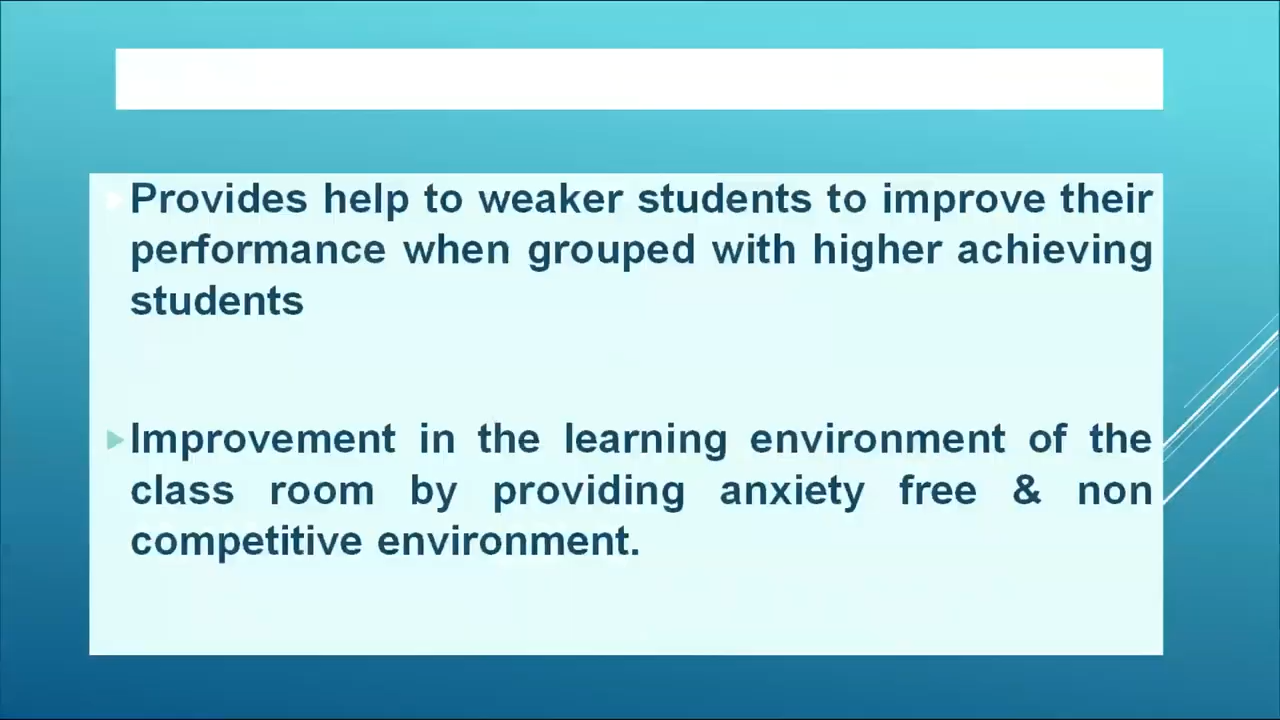 Provides help to weaker students to improve their
performance when grouped with higher achieving
students
Improvement in the learning environment of the
class room by providing anxiety free & non
competitive environment.